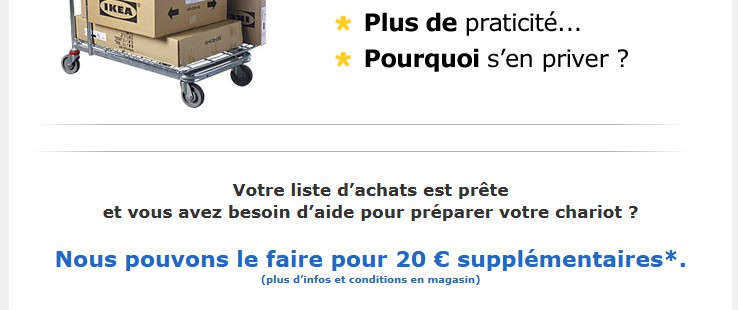 IKEA
* Plus de praticité...
* Pourquoi s'en priver ?
Votre liste d'achats est prête
et vous avez besoin d'aide pour préparer votre chariot ?
Nous pouvons le faire pour 20 € supplémentaires*.
(plus d'infos et conditions en magasin)